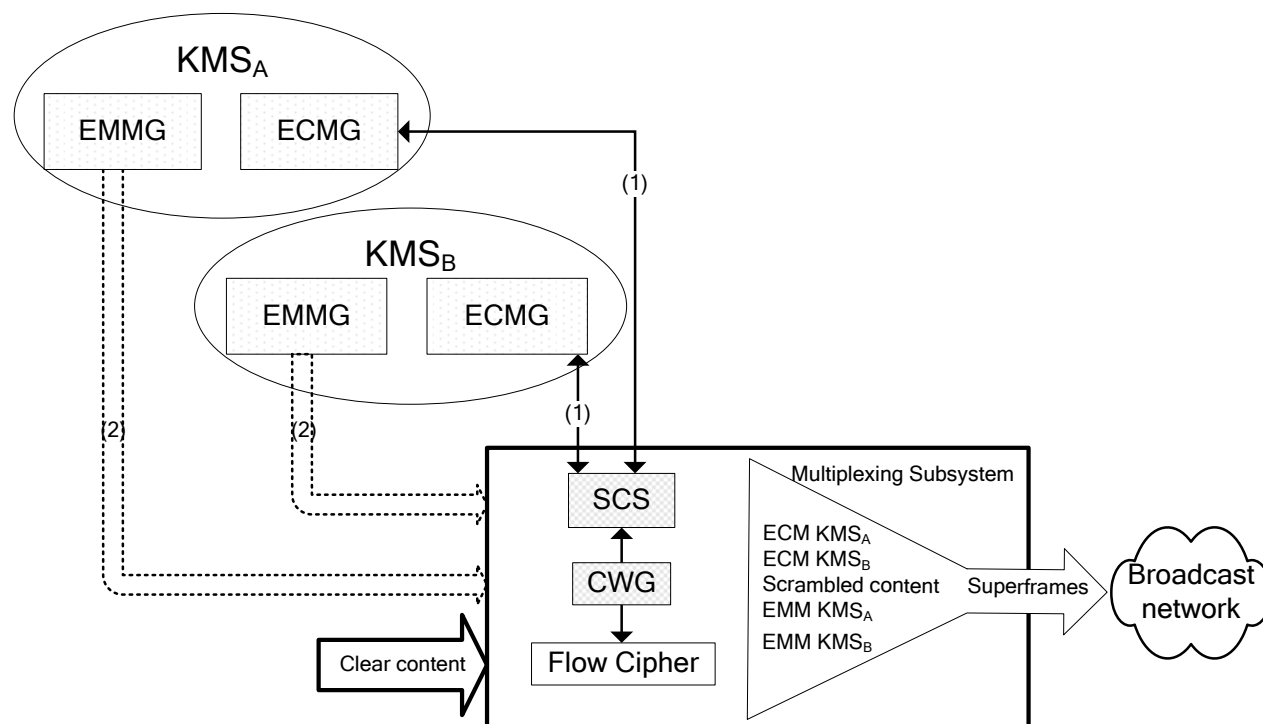 KMSA
EMMG
ECMG
(1)
KMSB
EMMG
ECMG
(1)
(2)
(2)
Multiplexing Subsystem
SCS
ECM KMSA
ECM KMSB
CWG
Scrambled content
Superframes
Broadcast
network
EMM KMSA
EMM KMSB
Clear content
Flow Cipher